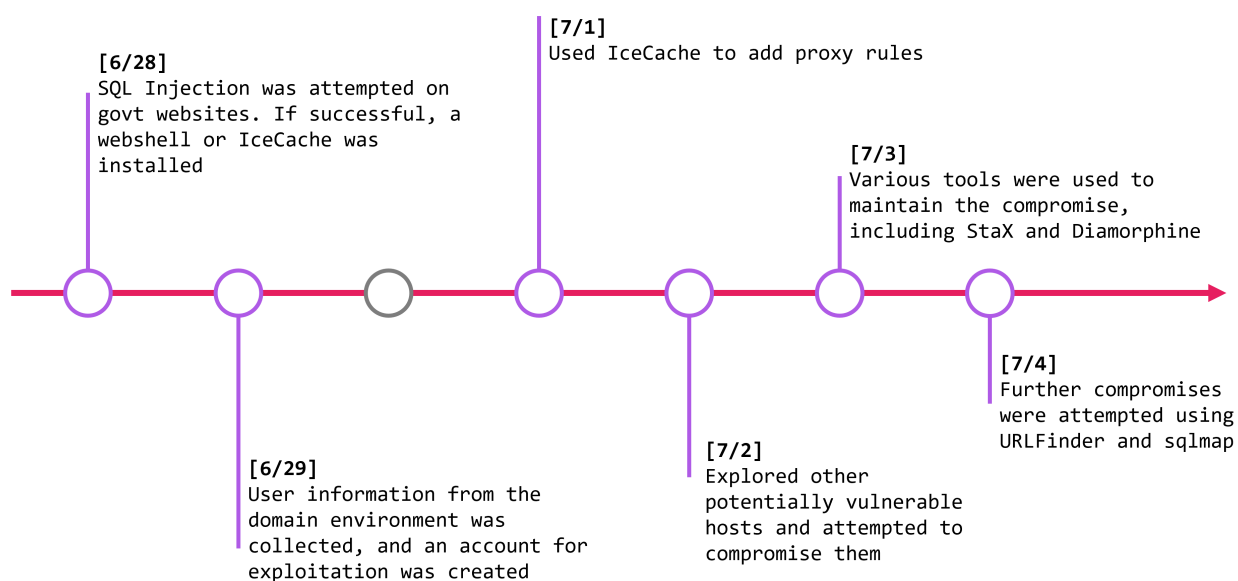 [6/28]
SQL Injection was attempted on
govt websites. If successful, a
webshell or IceCache was
installed
[6/29]
User information from the
domain environment was
collected, and an account for
exploitation was created
[7/1]
Used IceCache to add proxy rules
[7/2]
Explored other
potentially vulnerable
hosts and attempted to
compromise them
[7/3]
Various tools were used to
maintain the compromise,
including StaX and Diamorphine
[7/4]
Further compromises
were attempted using
URLFinder and sqlmap